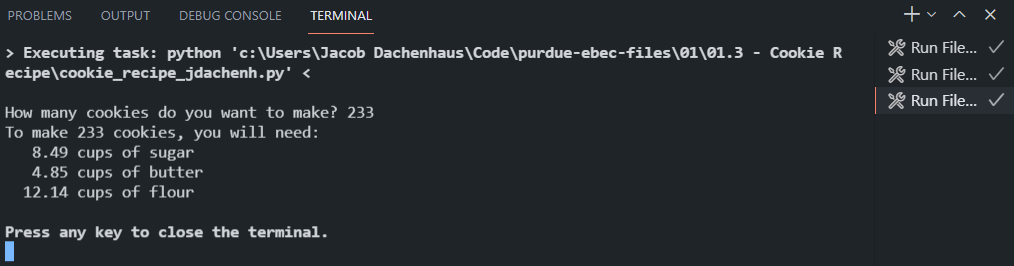 PROBLEMS OUTPUT DEBUG CONSOLE TERMINAL
> Executing task: python 'c:\Users\Jacob Dachenhaus\Code\purdue-ebec-files\01\01.3 - Cookie R
ecipe\cookie_recipe_jdachenh.py' <
How many cookies do you want to make? 233
To make 233 cookies, you will need:
8.49 cups of sugar
4.85 cups of butter
12.14 cups of flour
Press any key to close the terminal.
Run File...
Run File...
Run File...